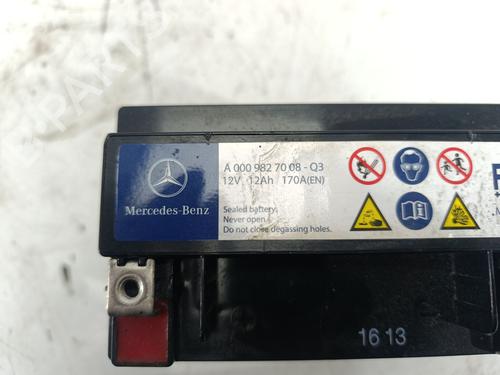 A 000 982 70 08 - Q3
12V 12Ah 170A(EN)
Mercedes-Benz
Sealed battery.
Never open.
Do not close degassing holes.
16 13